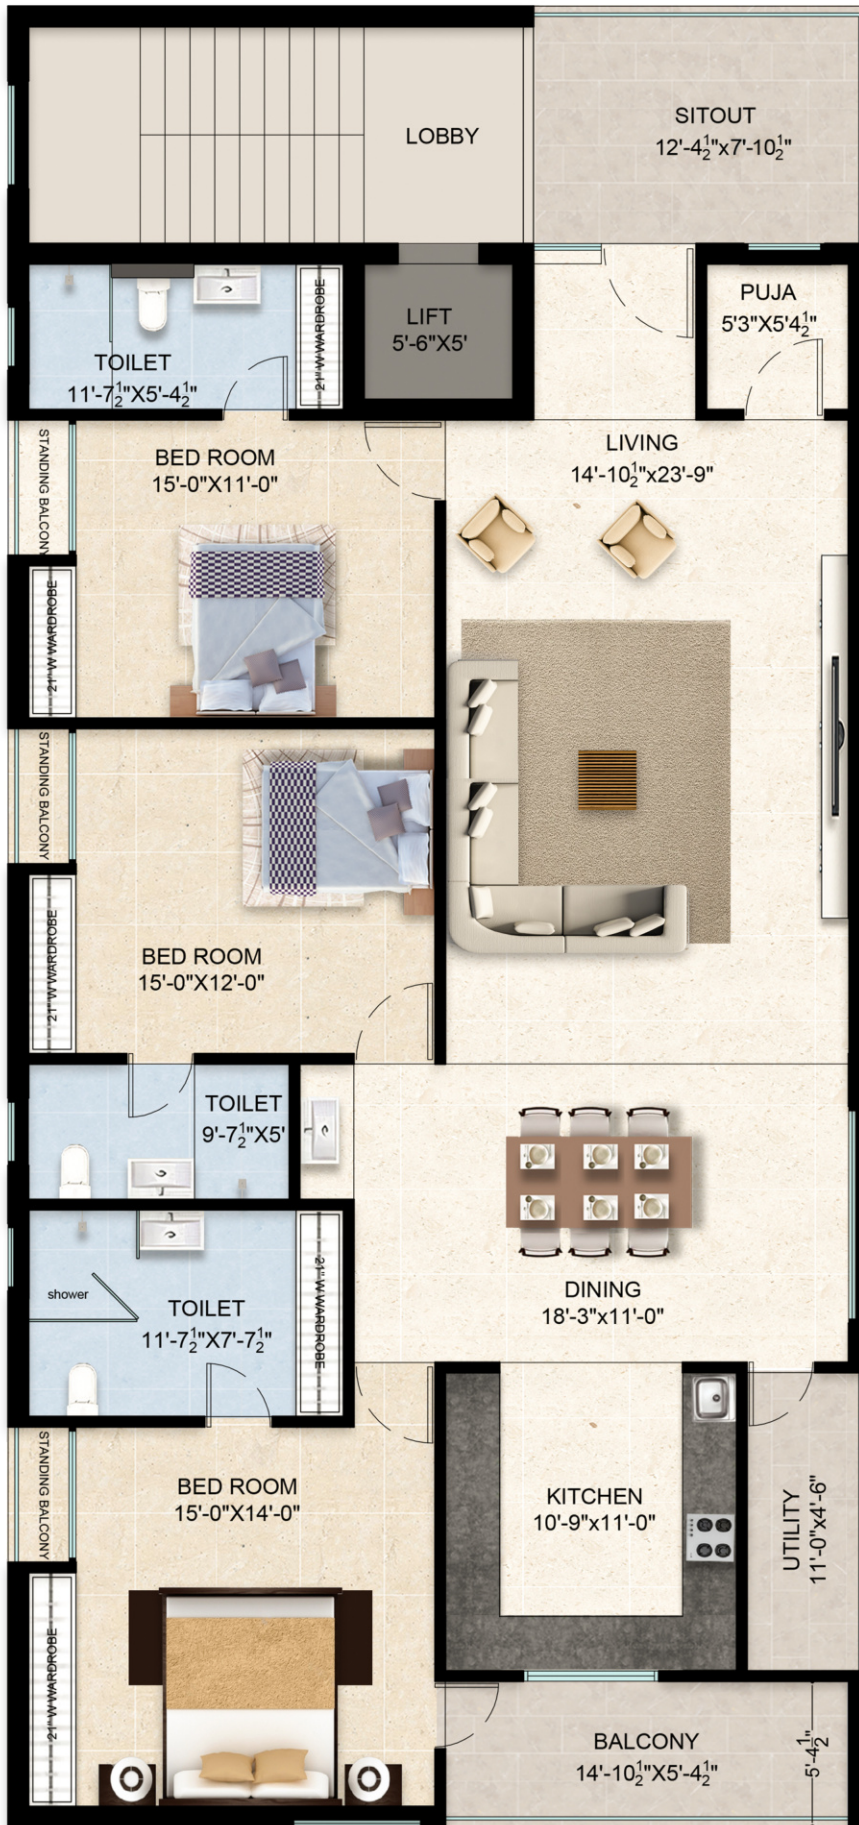 LOBBY
SITOUT
12'-4½"x7'-10½"
TOILET
11'-7½"X5'-4½"
21" W WARDROBE
LIFT
5'-6"X5'
PUJA
5'3"X5'4½"
STANDING BALCONY
BED ROOM
15'-0"X11'-0"
LIVING
14'-10½"x23'-9"
21" W WARDROBE
STANDING BALCONY
21" W WARDROBE
BED ROOM
15'-0"X12'-0"
TOILET
9'-7½"X5'
shower
TOILET
11'-7½"X7'-7½"
21" W WARDROBE
DINING
18'-3"x11'-0"
STANDING BALCONY
BED ROOM
15'-0"X14'-0"
KITCHEN
10'-9"x11'-0"
UTILITY
11'-0"x4'-6"
21" W WARDROBE
BALCONY
14'-10½"X5'-4½"
5'-4½"